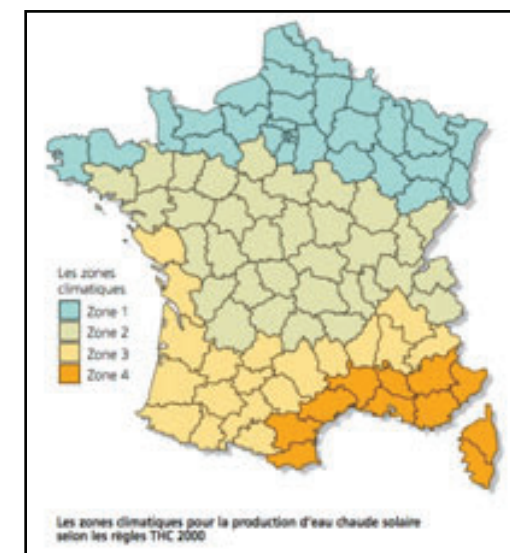 Les zones
climatiques
Zone 1
Zone 2
Zone 3
Zone 4
Les zones climatiques pour la production d'eau chaude solaire
selon les règles THC 2000